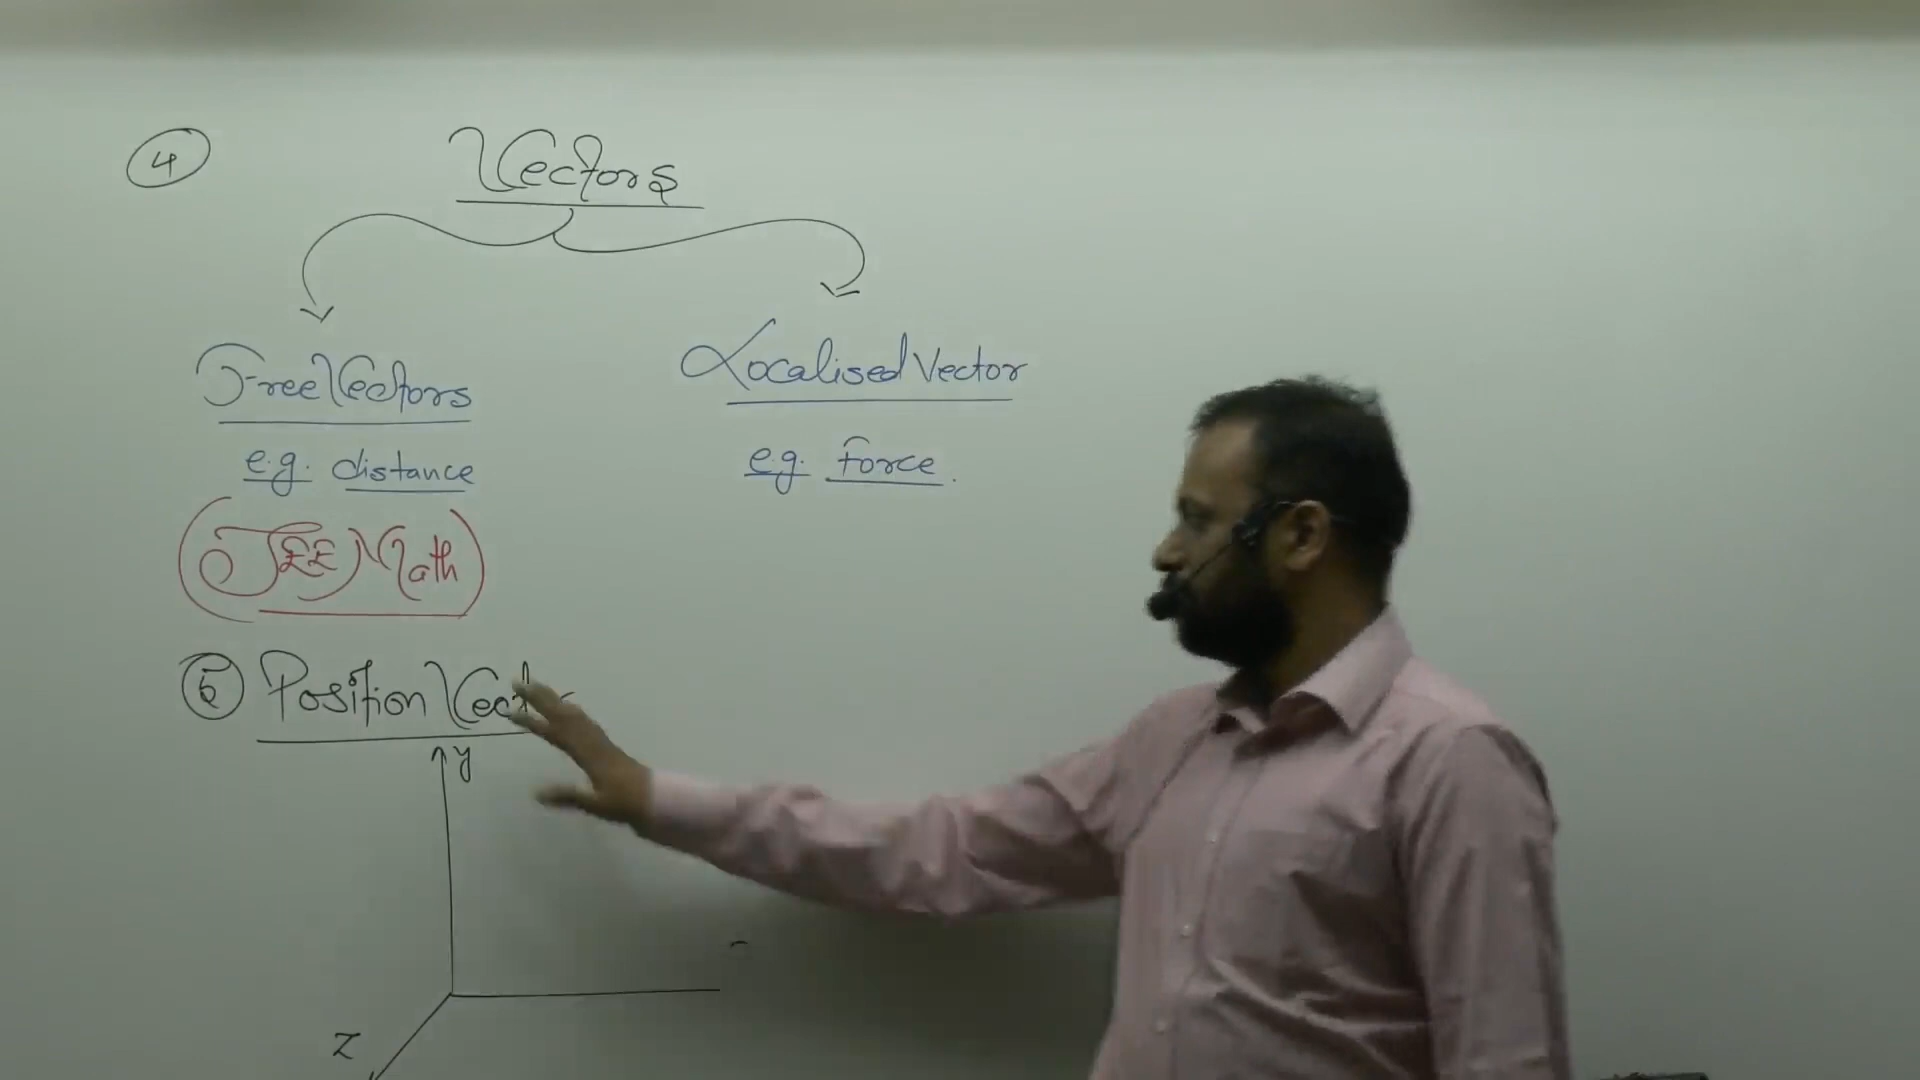 4 Vectors
Free Vectors Localised Vector
e.g. distance e.g. Force.
(JEE Math)
5 Position
y
z